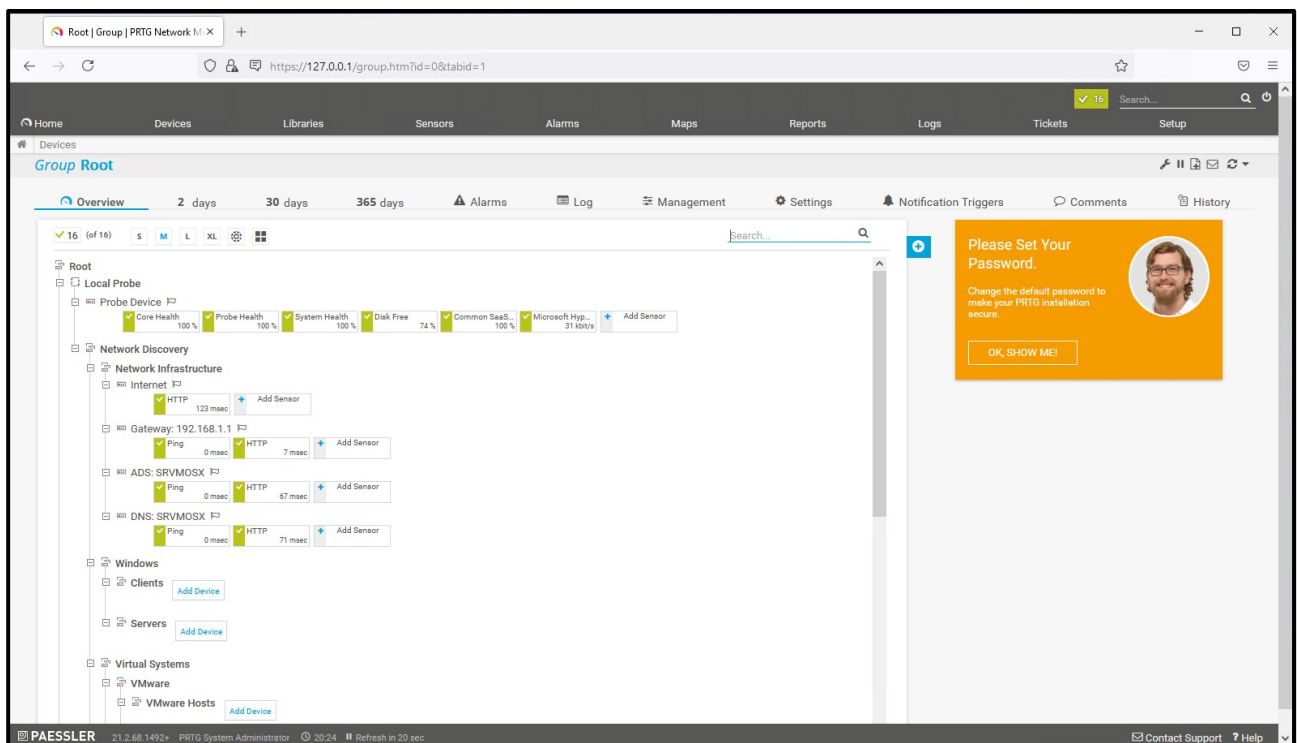 Root | Group | PRTG Network M
https://127.0.0.1/group.htm?id=0&tabid=1
16 Search...
Home Devices Libraries Sensors Alarms Maps Reports Logs Tickets Setup
Devices
Group Root
Overview 2 days 30 days 365 days Alarms Log Management Settings Notification Triggers Comments History
16 (of 16) S M L XL Search...
Root
Local Probe
Probe Device
Core Health 100 % Probe Health 100 % System Health 100 % Disk Free 74 % Common SaaS... 100 % Microsoft Hyp... 31 kbit/s Add Sensor
Network Discovery
Network Infrastructure
Internet
HTTP 123 msec Add Sensor
Gateway: 192.168.1.1
Ping 0 msec HTTP 7 msec Add Sensor
ADS: SRVMOSX
Ping 0 msec HTTP 67 msec Add Sensor
DNS: SRVMOSX
Ping 0 msec HTTP 71 msec Add Sensor
Windows
Clients Add Device
Servers Add Device
Virtual Systems
VMware
VMware Hosts Add Device
Please Set Your
Password.
Change the default password to
make your PRTG installation
secure.
OK, SHOW ME!
PAESSLER 21.2.68.1492+ PRTG System Administrator 20:24 Refresh in 20 sec Contact Support ? Help